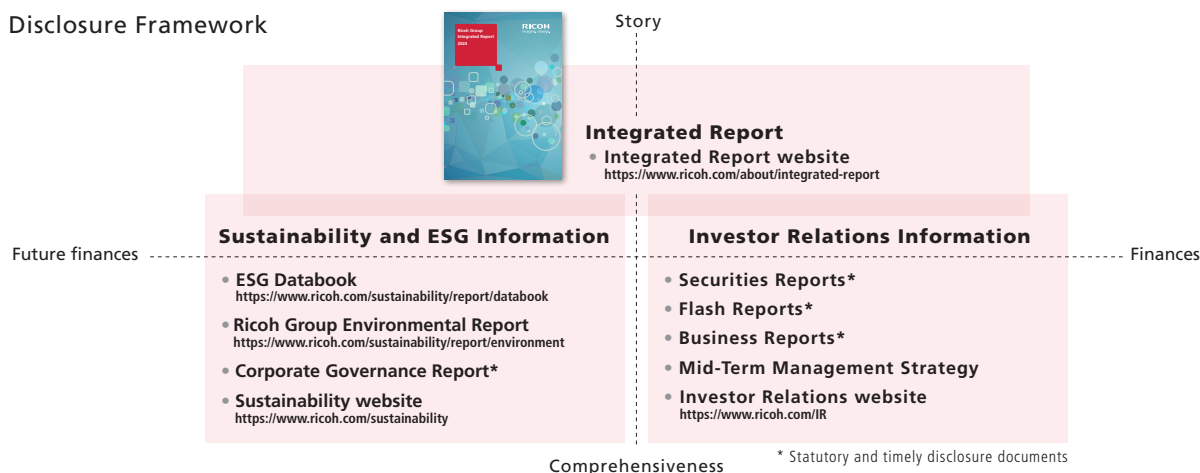 Disclosure Framework
Ricoh Group
Integrated Report
2024
RICOH
imagine. change.
Story
Integrated Report
• Integrated Report website
https://www.ricoh.com/about/integrated-report
Sustainability and ESG Information
Investor Relations Information
Future finances
Finances
• ESG Databook
https://www.ricoh.com/sustainability/report/databook
• Ricoh Group Environmental Report
https://www.ricoh.com/sustainability/report/environment
• Corporate Governance Report*
• Sustainability website
https://www.ricoh.com/sustainability
• Securities Reports*
• Flash Reports*
• Business Reports*
• Mid-Term Management Strategy
• Investor Relations website
https://www.ricoh.com/IR
Comprehensiveness
* Statutory and timely disclosure documents